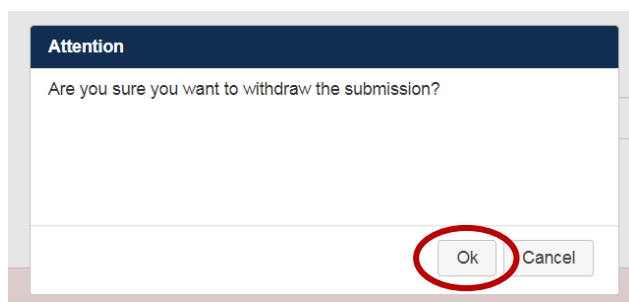 Attention
Are you sure you want to withdraw the submission?
Ok Cancel